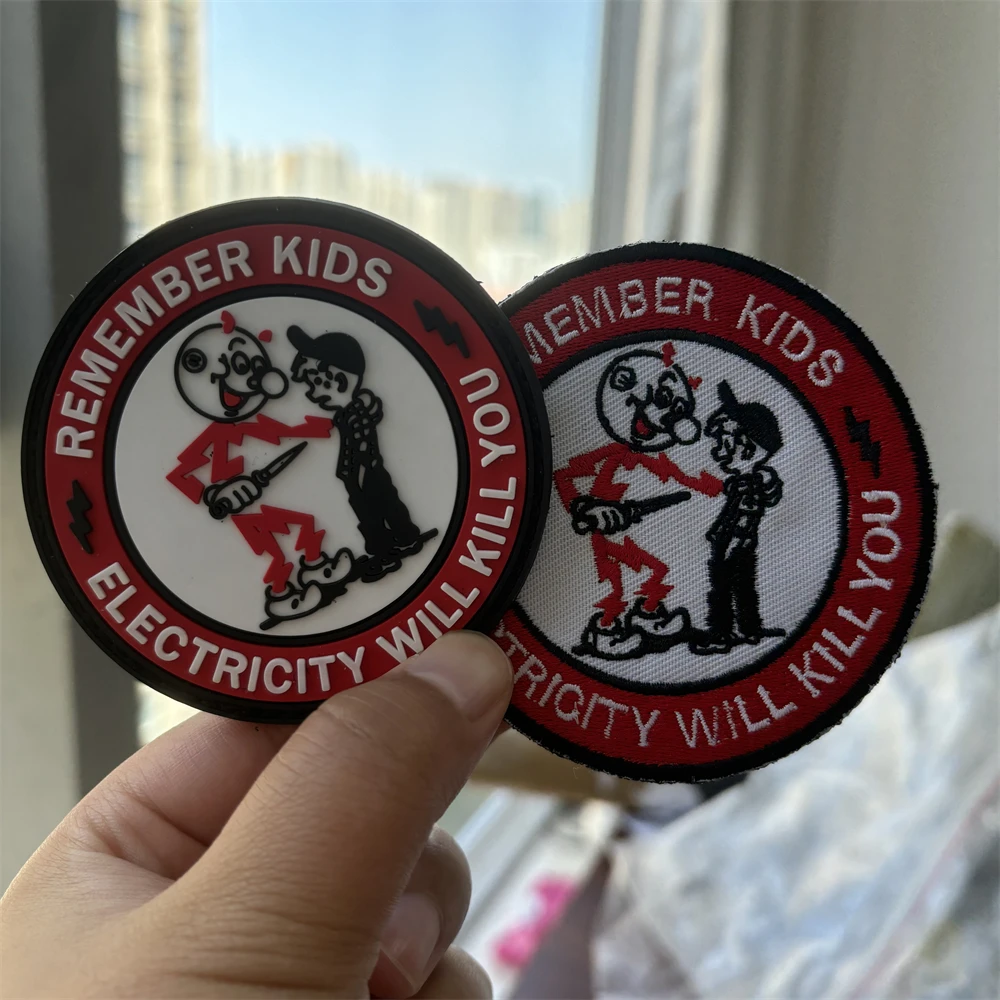 REMEMBER KIDS
ELECTRICITY WILL KILL YOU
MEMBER KIDS
TRICITY WILL KILL YOU